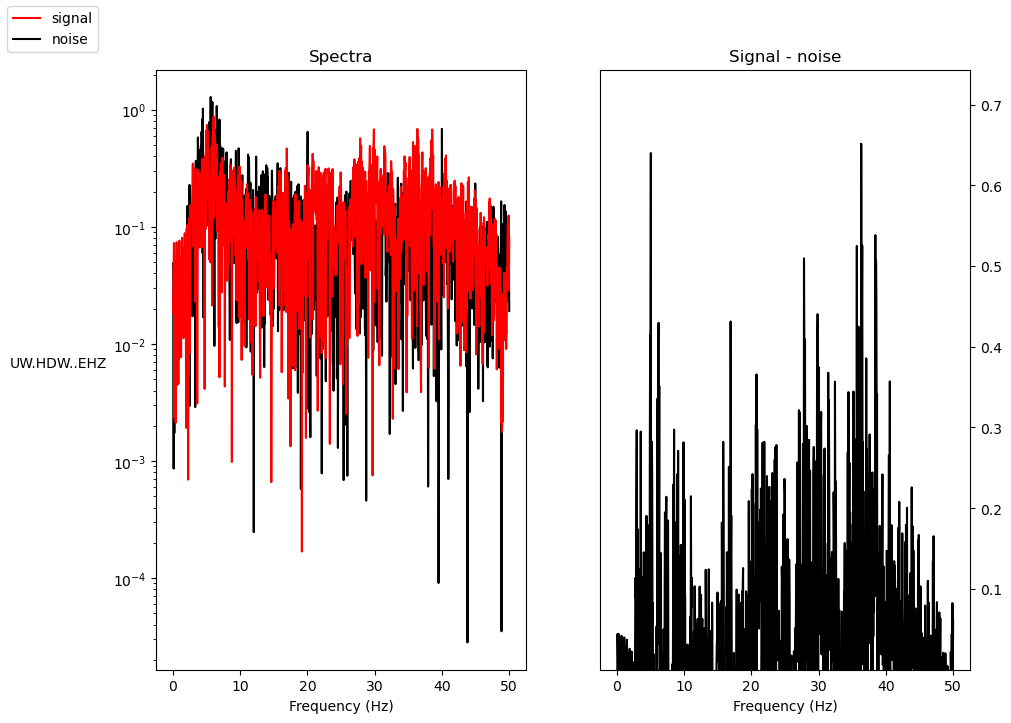 signal
noise
Spectra
Signal - noise
10^0
10^-1
10^-2
10^-3
10^-4
0.7
0.6
0.5
0.4
0.3
0.2
0.1
UW.HDW..EHZ
0 10 20 30 40 50
0 10 20 30 40 50
Frequency (Hz)
Frequency (Hz)